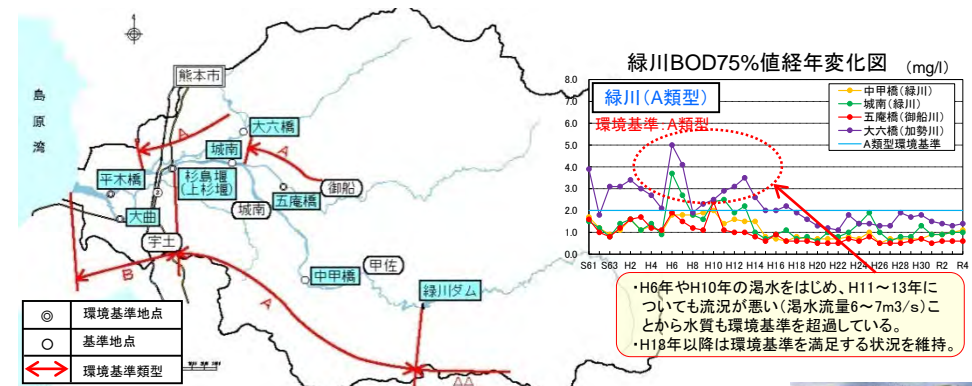 4
熊本市
島
原
湾
A
大六橋
城南
A
平木橋
杉島堰
(上杉堰)
御船
五庵橋
大曲
城南
宇土
B
中甲橋
甲佐
A
緑川ダム
AA
◎ 環境基準地点
○ 基準地点
環境基準類型
緑川BOD75%値経年変化図 (mg/l)
8.0
7.0
6.0
5.0
4.0
3.0
2.0
1.0
0.0
緑川(A類型)
環境基準:A類型
中甲橋(緑川)
城南(緑川)
五庵橋(御船川)
大六橋(加勢川)
A類型環境基準
S61 S63 H2 H4 H6 H8 H10 H12 H14 H16 H18 H20 H22 H24 H26 H28 H30 R2 R4
・H6年やH10年の渇水をはじめ、H11~13年に
ついても流況が悪い(渇水流量6~7m3/s)こ
とから水質も環境基準を超過している。
・H18年以降は環境基準を満足する状況を維持。